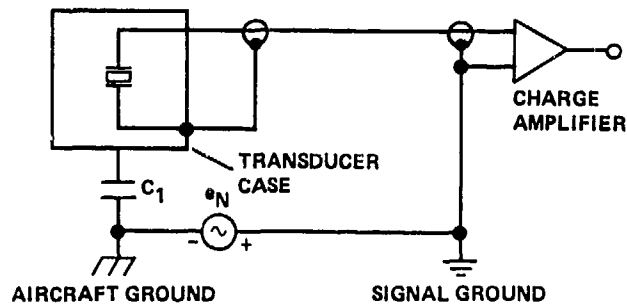 CHARGE
AMPLIFIER
TRANSDUCER
CASE
C1
eN
- +
AIRCRAFT GROUND
SIGNAL GROUND